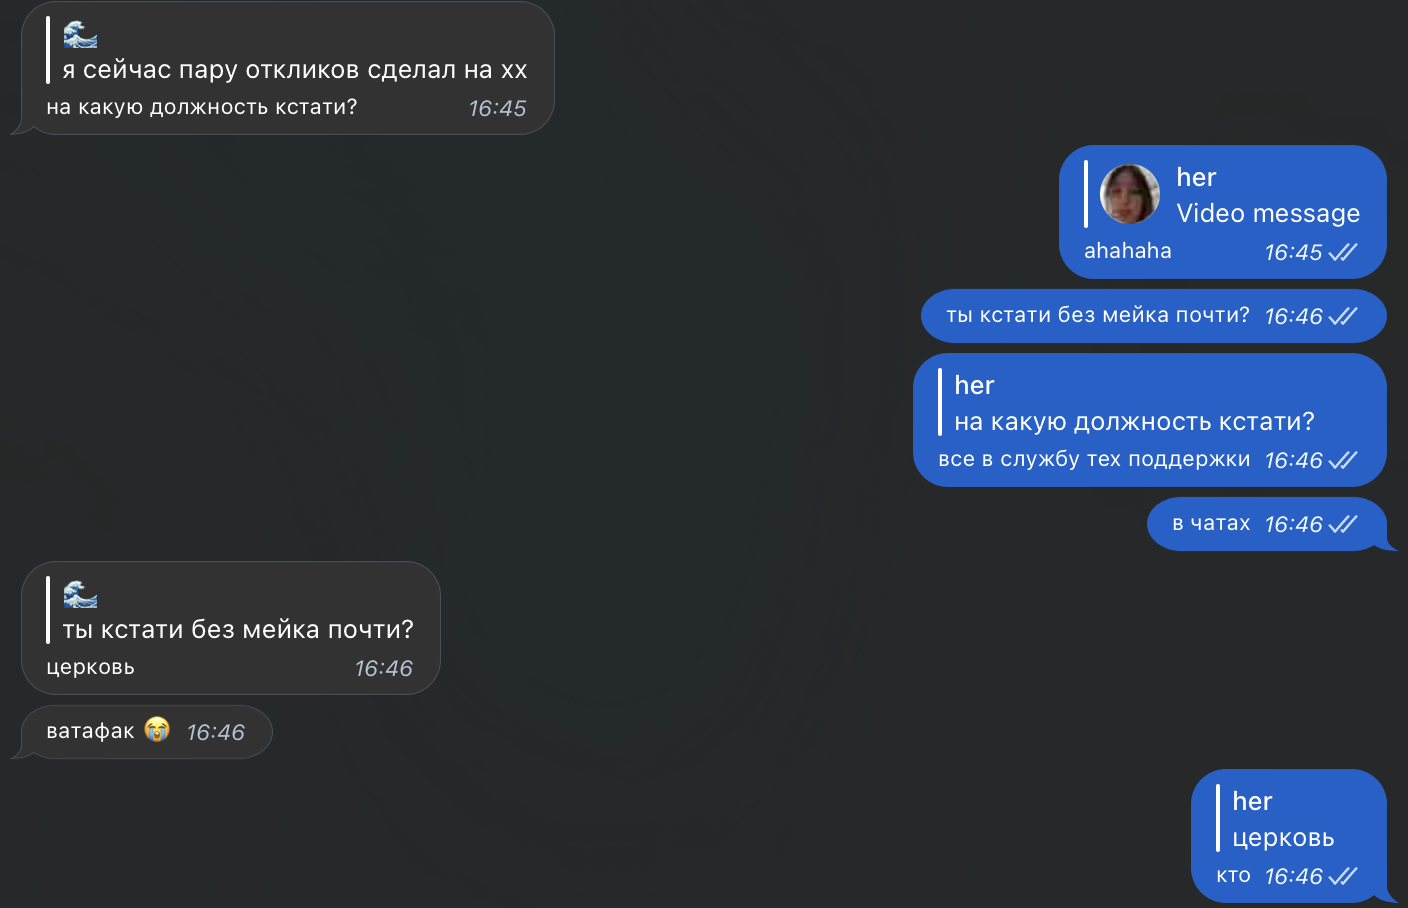 🌊
я сейчас пару откликов сделал на хх
на какую должность кстати? 16:45
her
Video message
ahahaha 16:45
ты кстати без мейка почти? 16:46
her
на какую должность кстати?
все в службу тех поддержки 16:46
в чатах 16:46
🌊
ты кстати без мейка почти?
церковь 16:46
ватафак 😭 16:46
her
церковь
кто 16:46